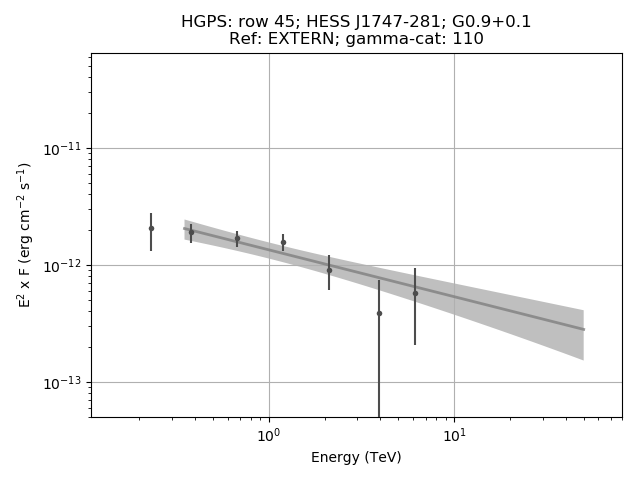 HGPS: row 45; HESS J1747-281; G0.9+0.1
Ref: EXTERN; gamma-cat: 110
E² x F (erg cm⁻² s⁻¹)
10⁻¹¹
10⁻¹²
10⁻¹³
10⁰ 10¹
Energy (TeV)